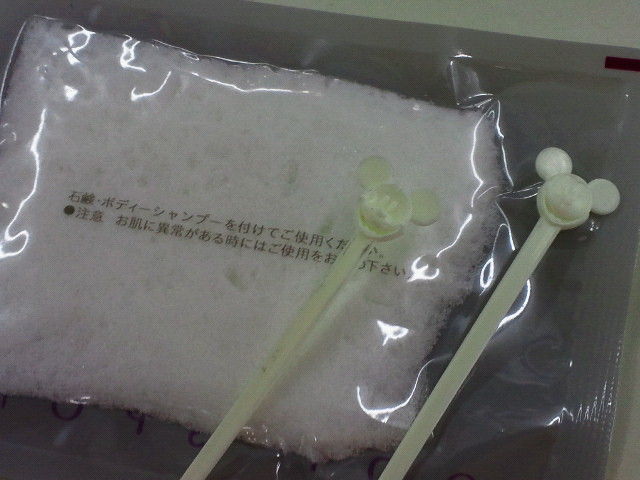 石鹸・ボディーシャンプーを付けてご使用ください。
●注意 お肌に異常がある時にはご使用をお 下さい